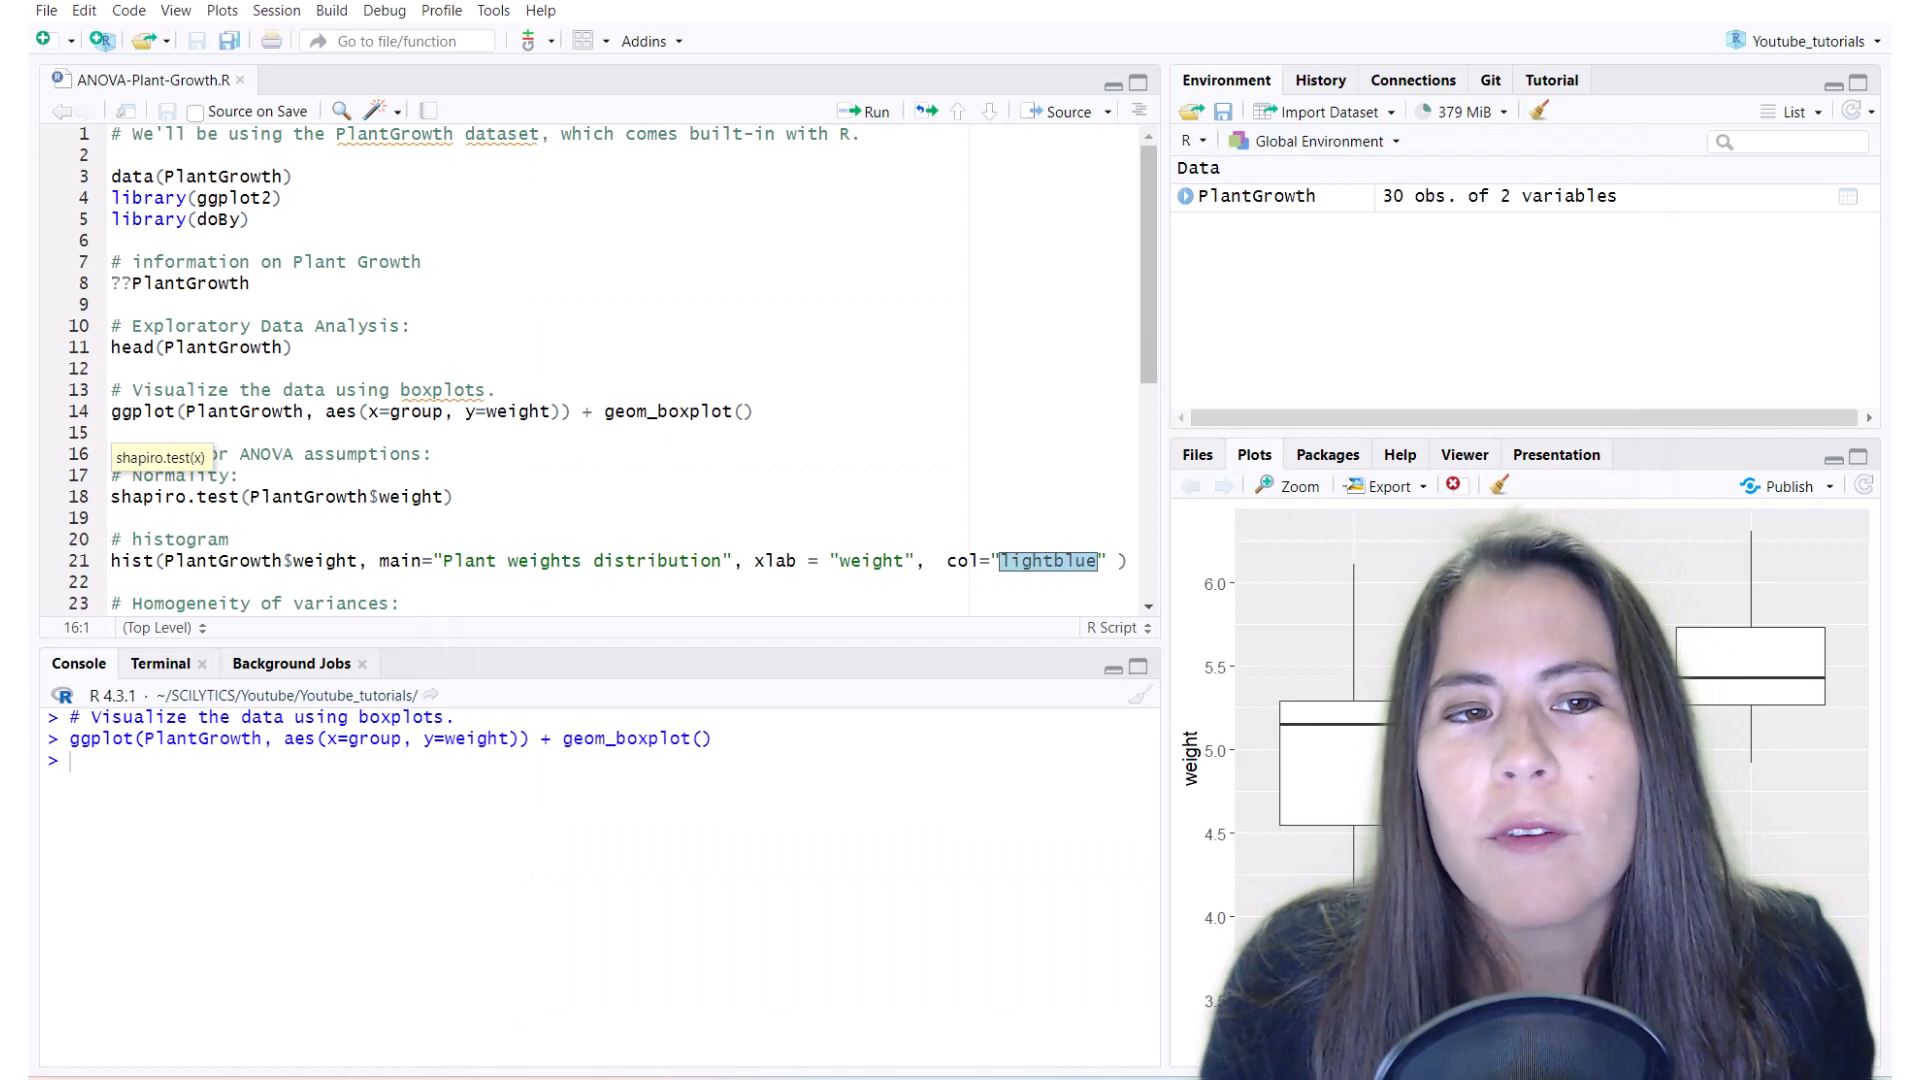 File Edit Code View Plots Session Build Debug Profile Tools Help
Go to file/function Addins Youtube_tutorials
ANOVA-Plant-Growth.R
Source on Save Run Source
1 # We'll be using the PlantGrowth dataset, which comes built-in with R.
2
3 data(PlantGrowth)
4 library(ggplot2)
5 library(doBy)
6
7 # information on Plant Growth
8 ??PlantGrowth
9
10 # Exploratory Data Analysis:
11 head(PlantGrowth)
12
13 # Visualize the data using boxplots.
14 ggplot(PlantGrowth, aes(x=group, y=weight)) + geom_boxplot()
15
16 r ANOVA assumptions:
shapiro.test(x)
17 # Normality:
18 shapiro.test(PlantGrowth$weight)
19
20 # histogram
21 hist(PlantGrowth$weight, main="Plant weights distribution", xlab = "weight", col="lightblue" )
22
23 # Homogeneity of variances:
16:1 (Top Level) R Script
Console Terminal Background Jobs
R 4.3.1 · ~/SCILYTICS/Youtube/Youtube_tutorials/
> # Visualize the data using boxplots.
> ggplot(PlantGrowth, aes(x=group, y=weight)) + geom_boxplot()
>
Environment History Connections Git Tutorial
Import Dataset 379 MiB List
R Global Environment
Data
PlantGrowth 30 obs. of 2 variables
Files Plots Packages Help Viewer Presentation
Zoom Export Publish
6.0
5.5
5.0
4.5
4.0
weight